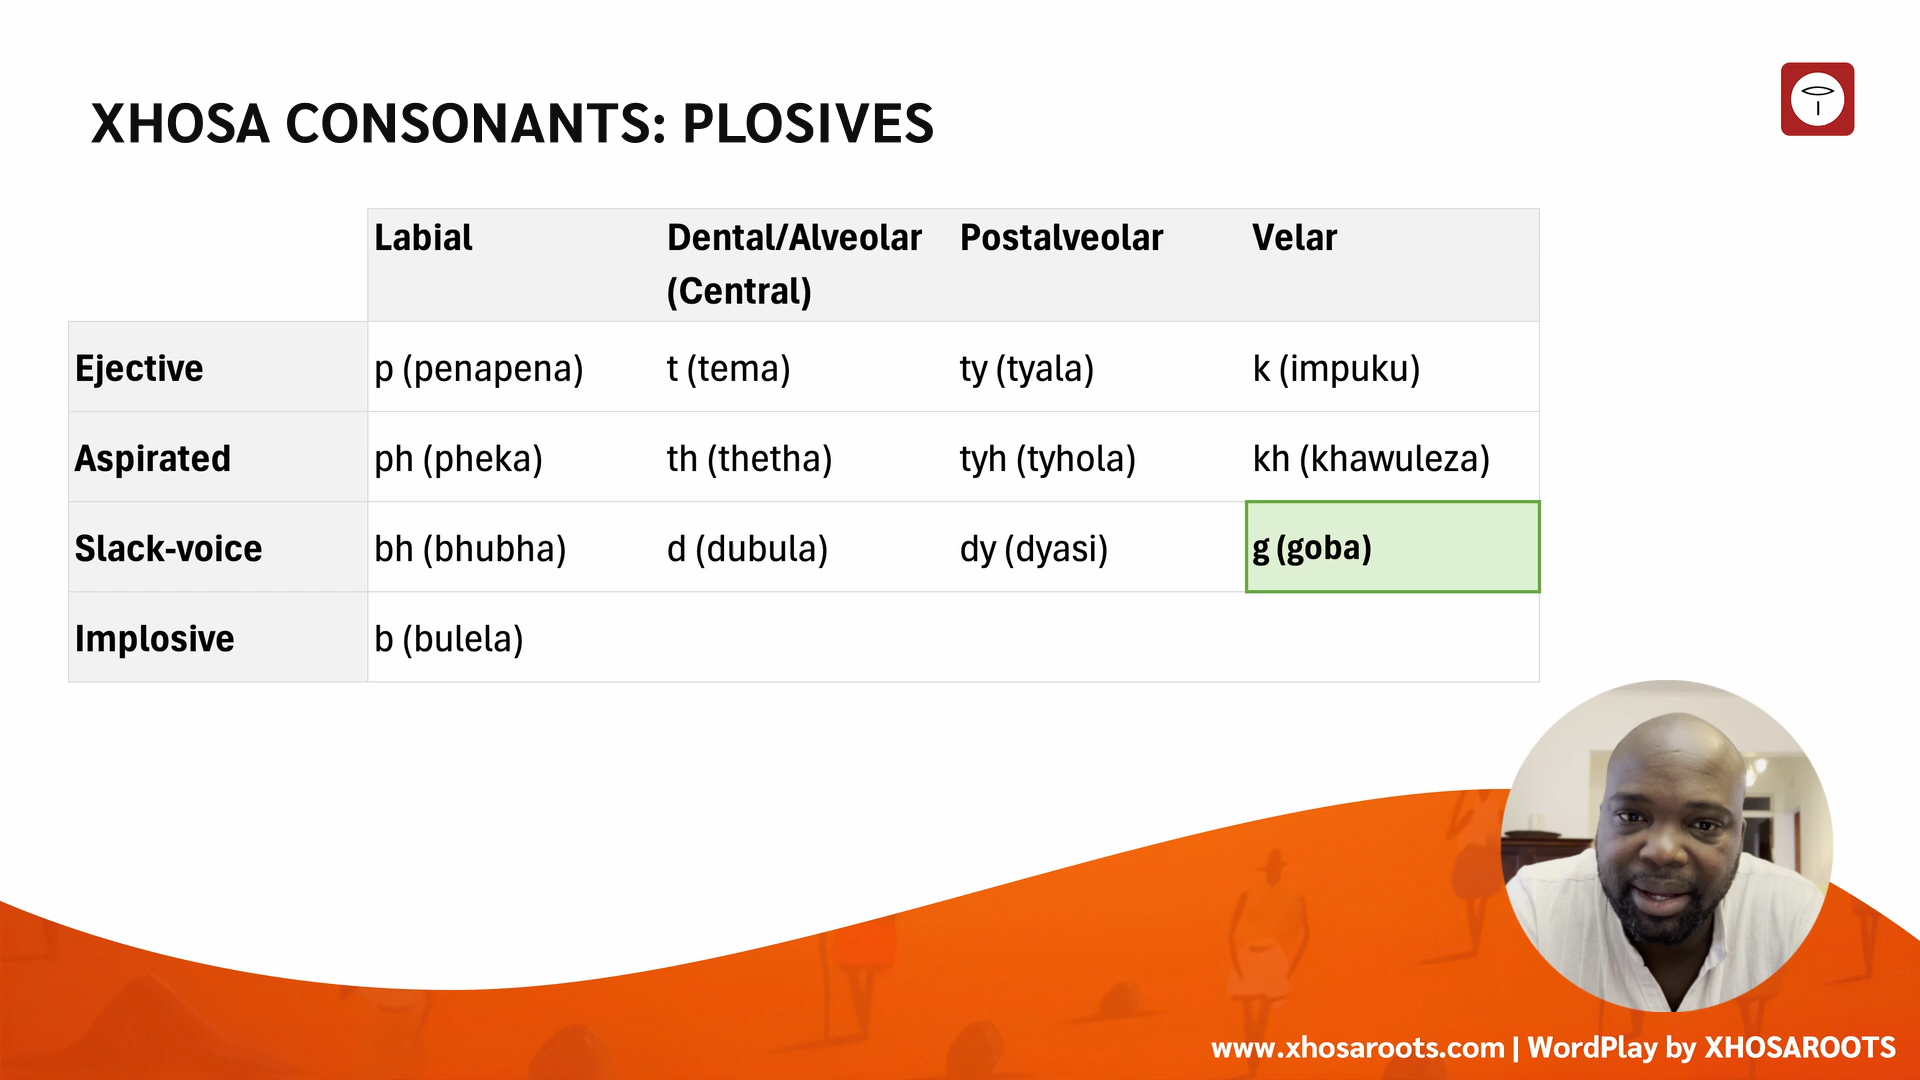 XHOSA CONSONANTS: PLOSIVES
Labial Dental/Alveolar (Central) Postalveolar Velar
Ejective p (penapena) t (tema) ty (tyala) k (impuku)
Aspirated ph (pheka) th (thetha) tyh (tyhola) kh (khawuleza)
Slack-voice bh (bhubha) d (dubula) dy (dyasi) g (goba)
Implosive b (bulela)
www.xhosaroots.com | WordPlay by XHOSAROOTS